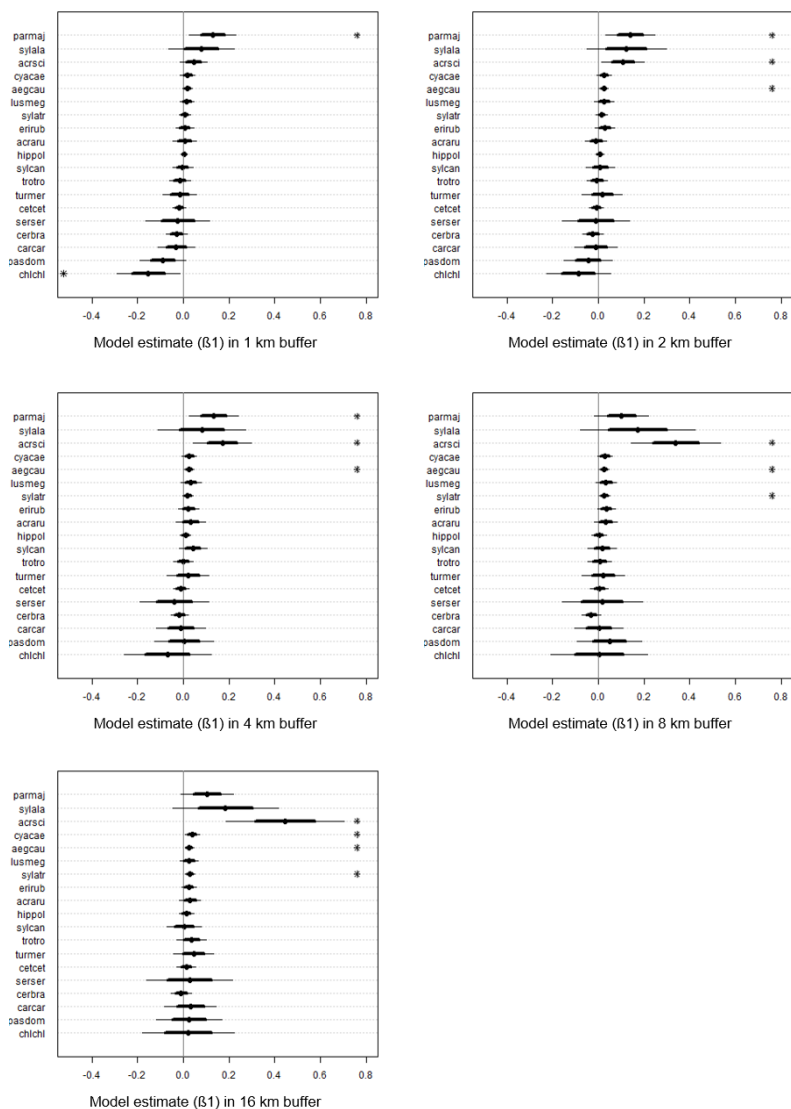 parmaj *
sylala
acrsci
cyacae
aegcau
lusmeg
sylatr
erirub
acraru
hippol
sylcan
trotro
turmer
cetcet
serser
cerbra
carcar
pasdom
chlchl *
-0.4 -0.2 0.0 0.2 0.4 0.6 0.8
Model estimate (ß1) in 1 km buffer
parmaj *
sylala
acrsci *
cyacae
aegcau *
lusmeg
sylatr
erirub
acraru
hippol
sylcan
trotro
turmer
cetcet
serser
cerbra
carcar
pasdom
chlchl
-0.4 -0.2 0.0 0.2 0.4 0.6 0.8
Model estimate (ß1) in 2 km buffer
parmaj *
sylala
acrsci *
cyacae
aegcau *
lusmeg
sylatr
erirub
acraru
hippol
sylcan
trotro
turmer
cetcet
serser
cerbra
carcar
pasdom
chlchl
-0.4 -0.2 0.0 0.2 0.4 0.6 0.8
Model estimate (ß1) in 4 km buffer
parmaj
sylala
acrsci *
cyacae
aegcau *
lusmeg
sylatr *
erirub
acraru
hippol
sylcan
trotro
turmer
cetcet
serser
cerbra
carcar
pasdom
chlchl
-0.4 -0.2 0.0 0.2 0.4 0.6 0.8
Model estimate (ß1) in 8 km buffer
parmaj
sylala
acrsci *
cyacae *
aegcau *
lusmeg
sylatr *
erirub
acraru
hippol
sylcan
trotro
turmer
cetcet
serser
cerbra
carcar
pasdom
chlchl
-0.4 -0.2 0.0 0.2 0.4 0.6 0.8
Model estimate (ß1) in 16 km buffer